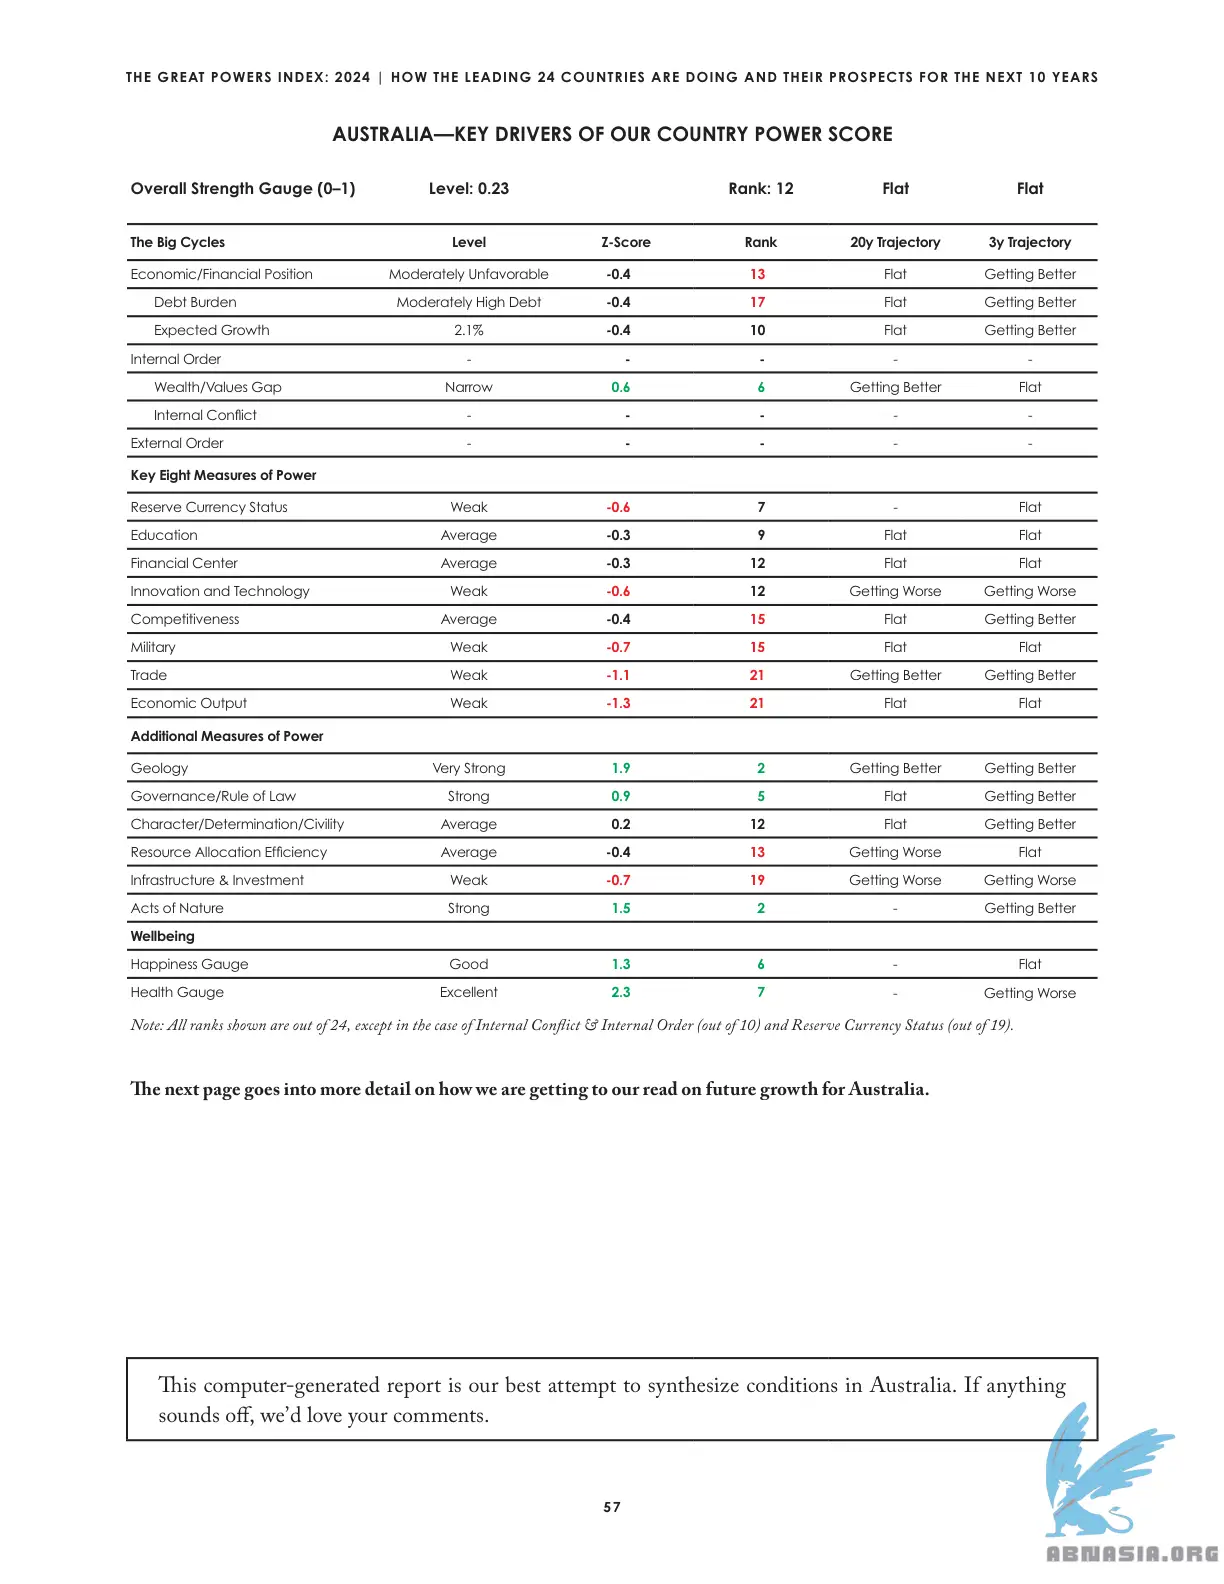 THE GREAT POWERS INDEX: 2024 | HOW THE LEADING 24 COUNTRIES ARE DOING AND THEIR PROSPECTS FOR THE NEXT 10 YEARS
AUSTRALIA—KEY DRIVERS OF OUR COUNTRY POWER SCORE
Overall Strength Gauge (0–1) Level: 0.23 Rank: 12 Flat Flat
The Big Cycles Level Z-Score Rank 20y Trajectory 3y Trajectory
Economic/Financial Position Moderately Unfavorable -0.4 13 Flat Getting Better
Debt Burden Moderately High Debt -0.4 17 Flat Getting Better
Expected Growth 2.1% -0.4 10 Flat Getting Better
Internal Order - - - - -
Wealth/Values Gap Narrow 0.6 6 Getting Better Flat
Internal Conflict - - - - -
External Order - - - - -
Key Eight Measures of Power
Reserve Currency Status Weak -0.6 7 - Flat
Education Average -0.3 9 Flat Flat
Financial Center Average -0.3 12 Flat Flat
Innovation and Technology Weak -0.6 12 Getting Worse Getting Worse
Competitiveness Average -0.4 15 Flat Getting Better
Military Weak -0.7 15 Flat Flat
Trade Weak -1.1 21 Getting Better Getting Better
Economic Output Weak -1.3 21 Flat Flat
Additional Measures of Power
Geology Very Strong 1.9 2 Getting Better Getting Better
Governance/Rule of Law Strong 0.9 5 Flat Getting Better
Character/Determination/Civility Average 0.2 12 Flat Getting Better
Resource Allocation Efficiency Average -0.4 13 Getting Worse Flat
Infrastructure & Investment Weak -0.7 19 Getting Worse Getting Worse
Acts of Nature Strong 1.5 2 - Getting Better
Wellbeing
Happiness Gauge Good 1.3 6 - Flat
Health Gauge Excellent 2.3 7 - Getting Worse
Note: All ranks shown are out of 24, except in the case of Internal Conflict & Internal Order (out of 10) and Reserve Currency Status (out of 19).
The next page goes into more detail on how we are getting to our read on future growth for Australia.
This computer-generated report is our best attempt to synthesize conditions in Australia. If anything
sounds off, we'd love your comments.
57
ABNASIA.ORG